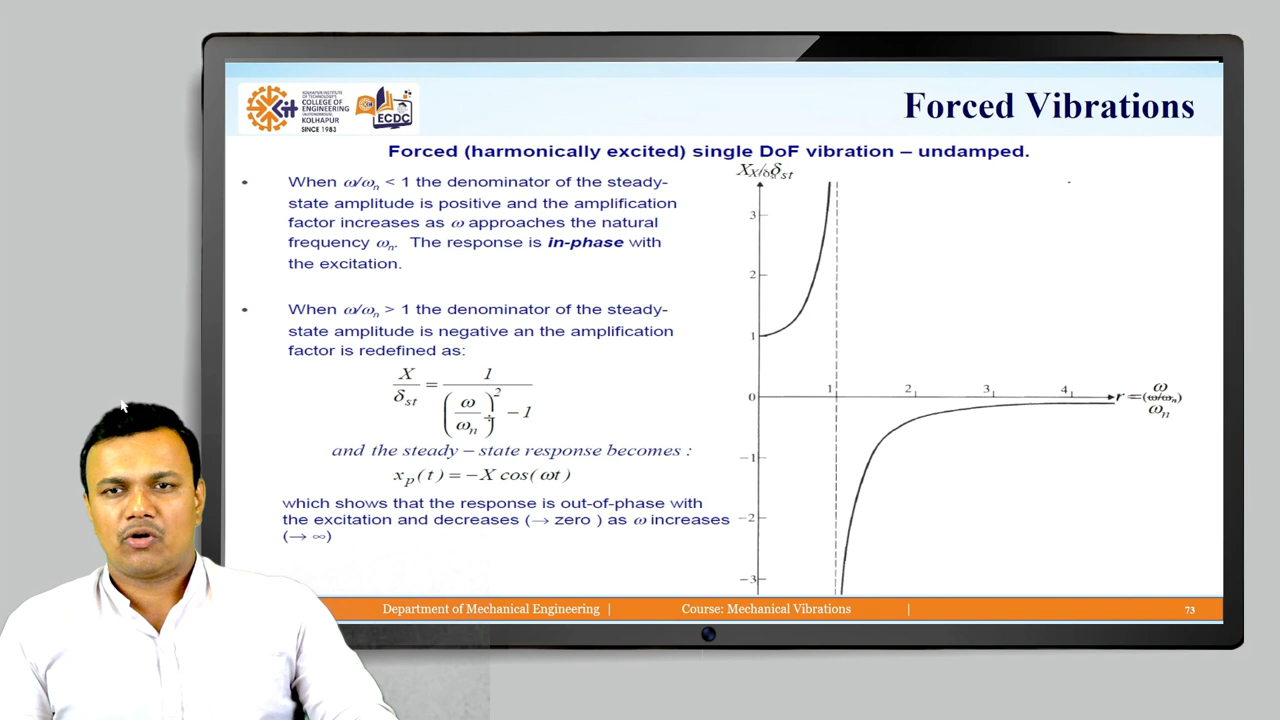 KOLHAPUR INSTITUTE
OF TECHNOLOGY'S
COLLEGE OF
ENGINEERING
(AUTONOMOUS),
KOLHAPUR
SINCE 1983
ECDC
Forced Vibrations
Forced (harmonically excited) single DoF vibration – undamped.
• When ω/ωn < 1 the denominator of the steady-
state amplitude is positive and the amplification
factor increases as ω approaches the natural
frequency ωn. The response is in-phase with
the excitation.
• When ω/ωn > 1 the denominator of the steady-
state amplitude is negative an the amplification
factor is redefined as:
X/δst = 1/((ω/ωn)² − 1)
and the steady – state response becomes :
xp(t) = −X cos(ωt)
which shows that the response is out-of-phase with
the excitation and decreases (→ zero ) as ω increases
(→ ∞)
X/δst
3
2
1
0
1 2 3 4
r = (ω/ωn)
ω
ωn
−1
−2
−3
Department of Mechanical Engineering | Course: Mechanical Vibrations | 73